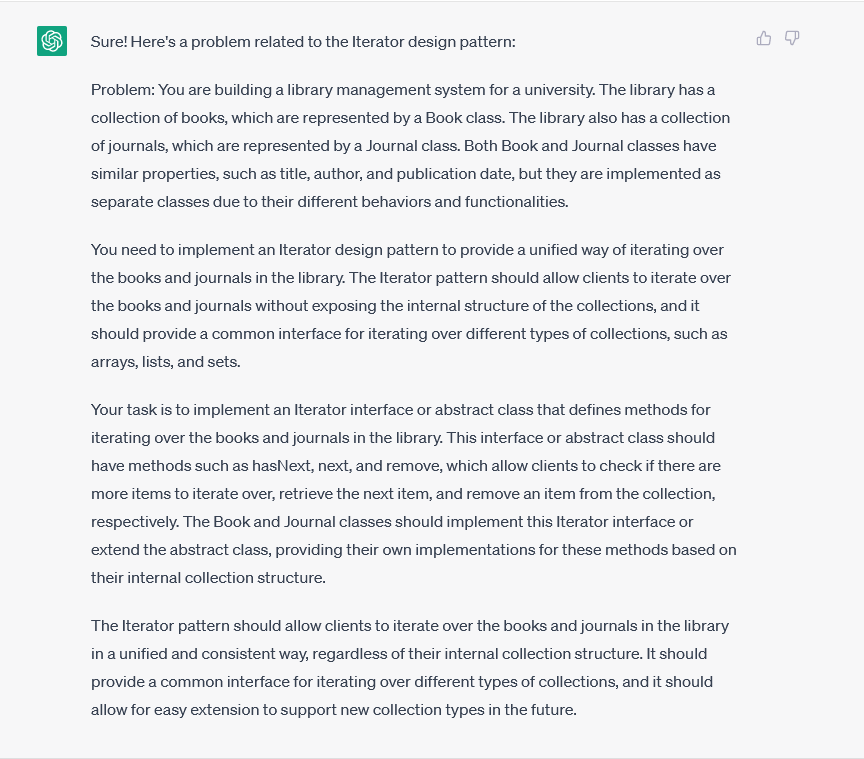 Sure! Here's a problem related to the Iterator design pattern:
Problem: You are building a library management system for a university. The library has a
collection of books, which are represented by a Book class. The library also has a collection
of journals, which are represented by a Journal class. Both Book and Journal classes have
similar properties, such as title, author, and publication date, but they are implemented as
separate classes due to their different behaviors and functionalities.
You need to implement an Iterator design pattern to provide a unified way of iterating over
the books and journals in the library. The Iterator pattern should allow clients to iterate over
the books and journals without exposing the internal structure of the collections, and it
should provide a common interface for iterating over different types of collections, such as
arrays, lists, and sets.
Your task is to implement an Iterator interface or abstract class that defines methods for
iterating over the books and journals in the library. This interface or abstract class should
have methods such as hasNext, next, and remove, which allow clients to check if there are
more items to iterate over, retrieve the next item, and remove an item from the collection,
respectively. The Book and Journal classes should implement this Iterator interface or
extend the abstract class, providing their own implementations for these methods based on
their internal collection structure.
The Iterator pattern should allow clients to iterate over the books and journals in the library
in a unified and consistent way, regardless of their internal collection structure. It should
provide a common interface for iterating over different types of collections, and it should
allow for easy extension to support new collection types in the future.